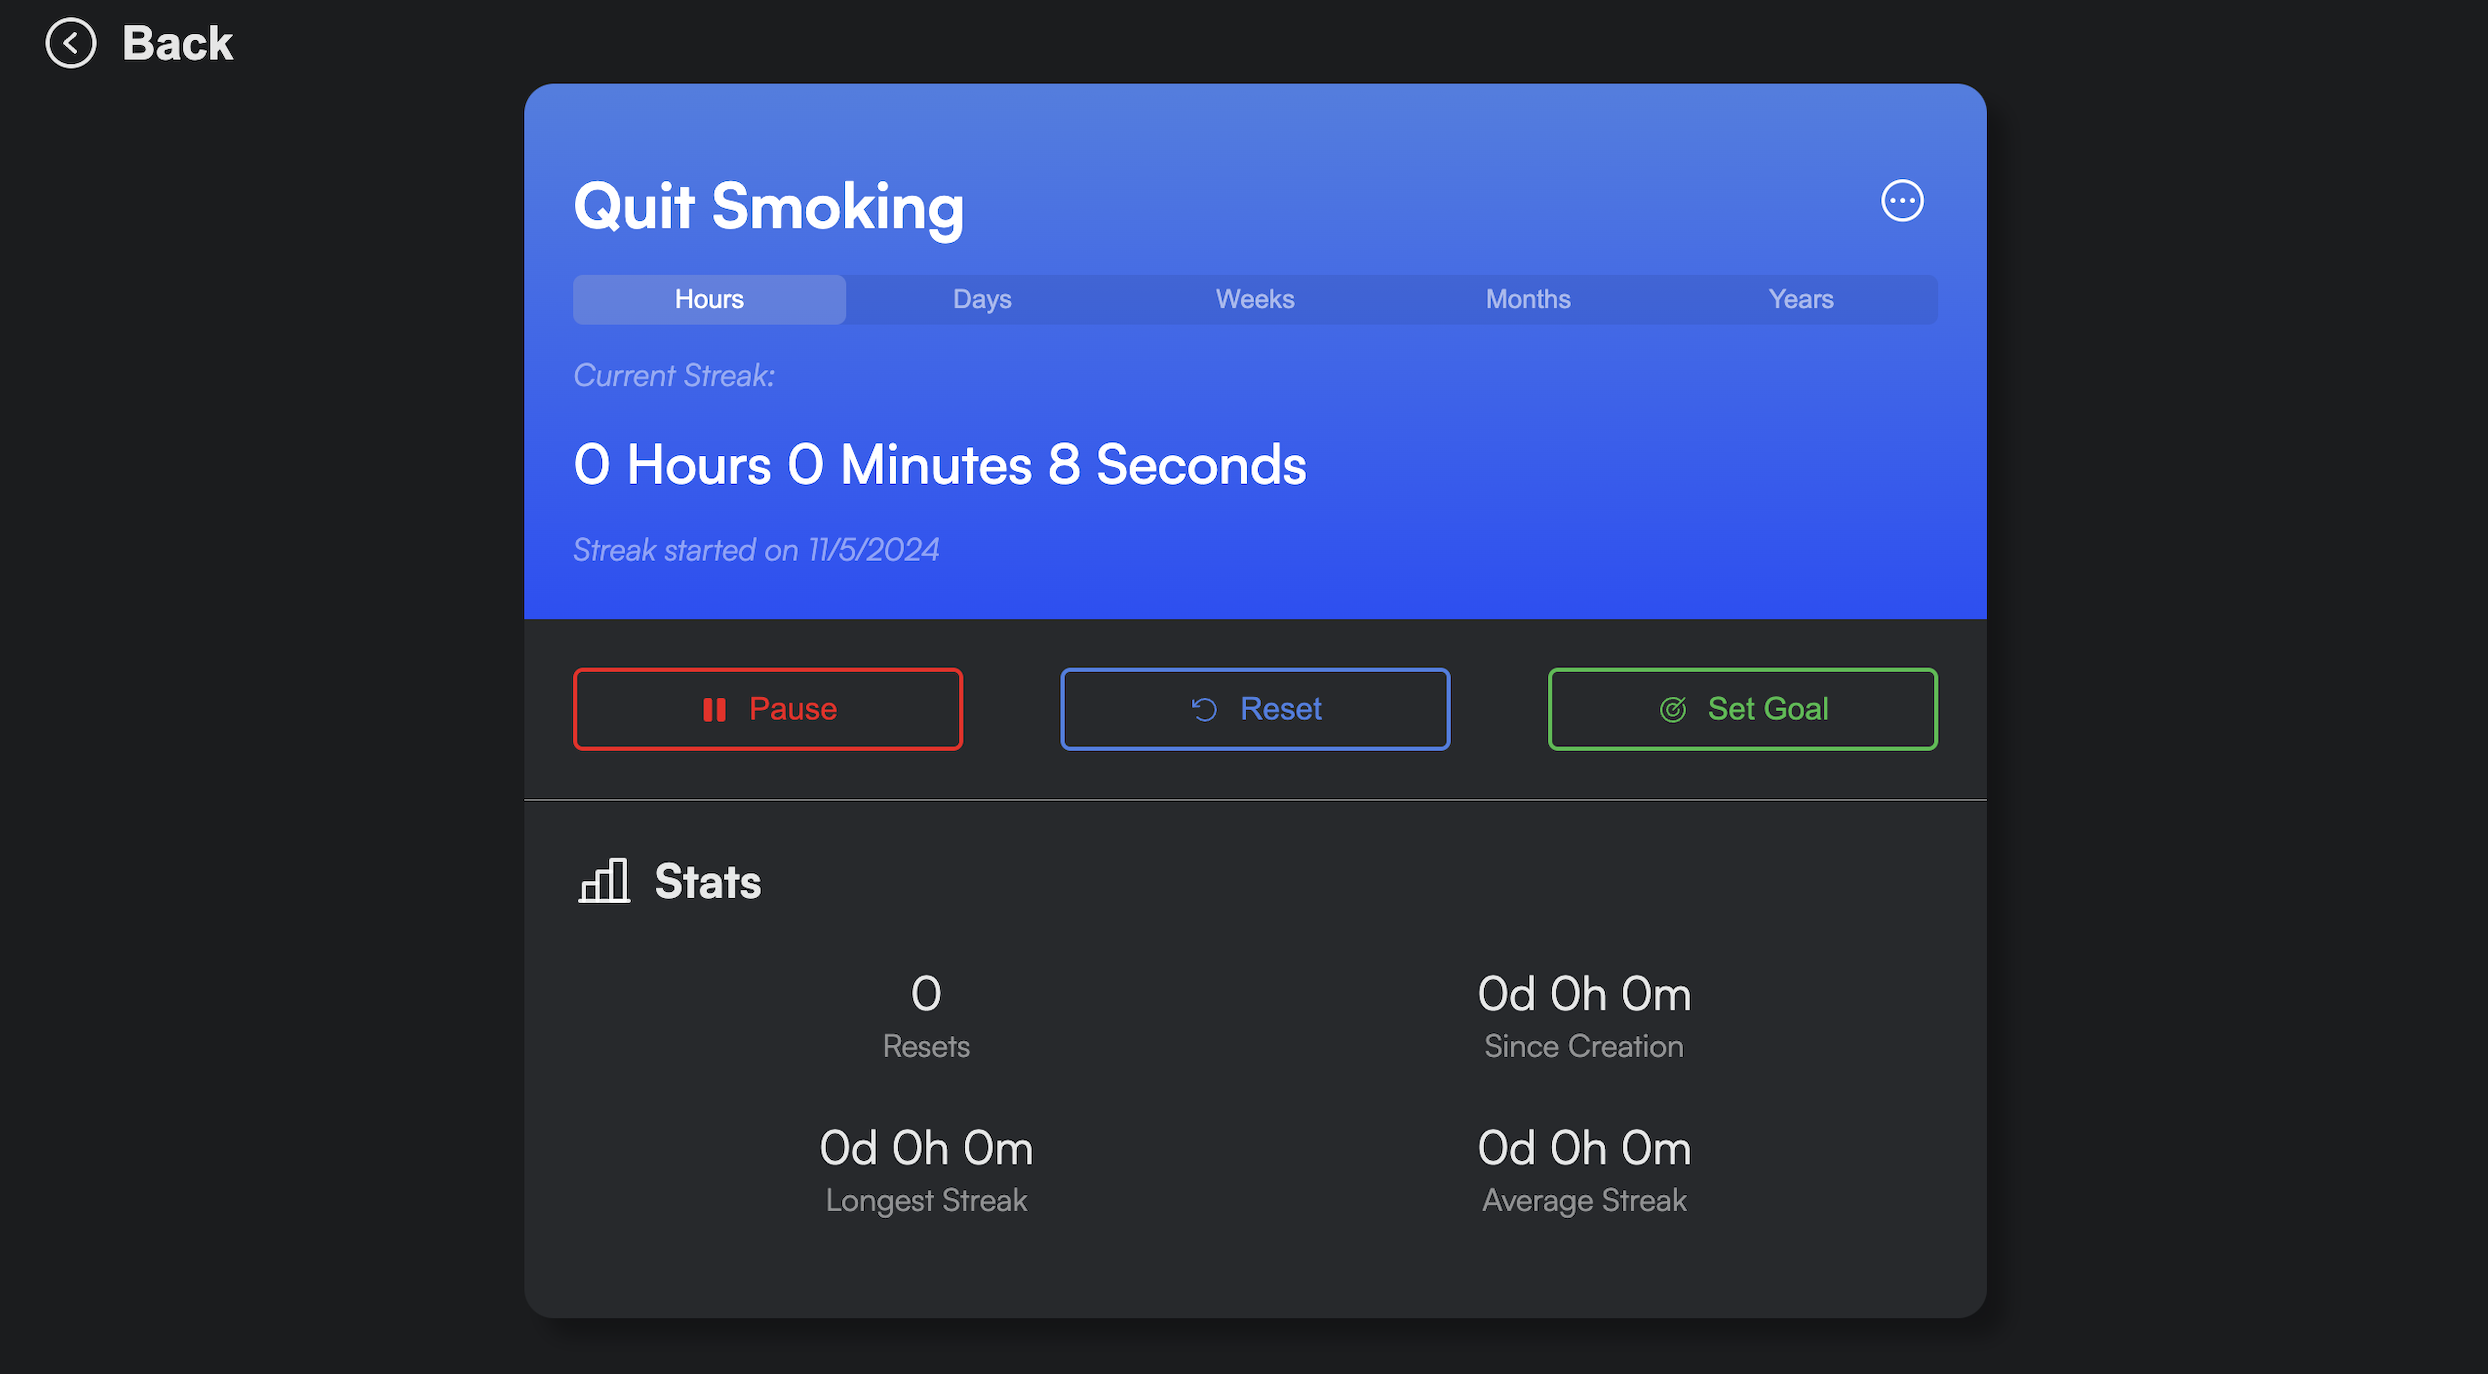 Back
Quit Smoking
Hours Days Weeks Months Years
Current Streak:
0 Hours 0 Minutes 8 Seconds
Streak started on 11/5/2024
Pause Reset Set Goal
Stats
0 0d 0h 0m
Resets Since Creation
0d 0h 0m 0d 0h 0m
Longest Streak Average Streak